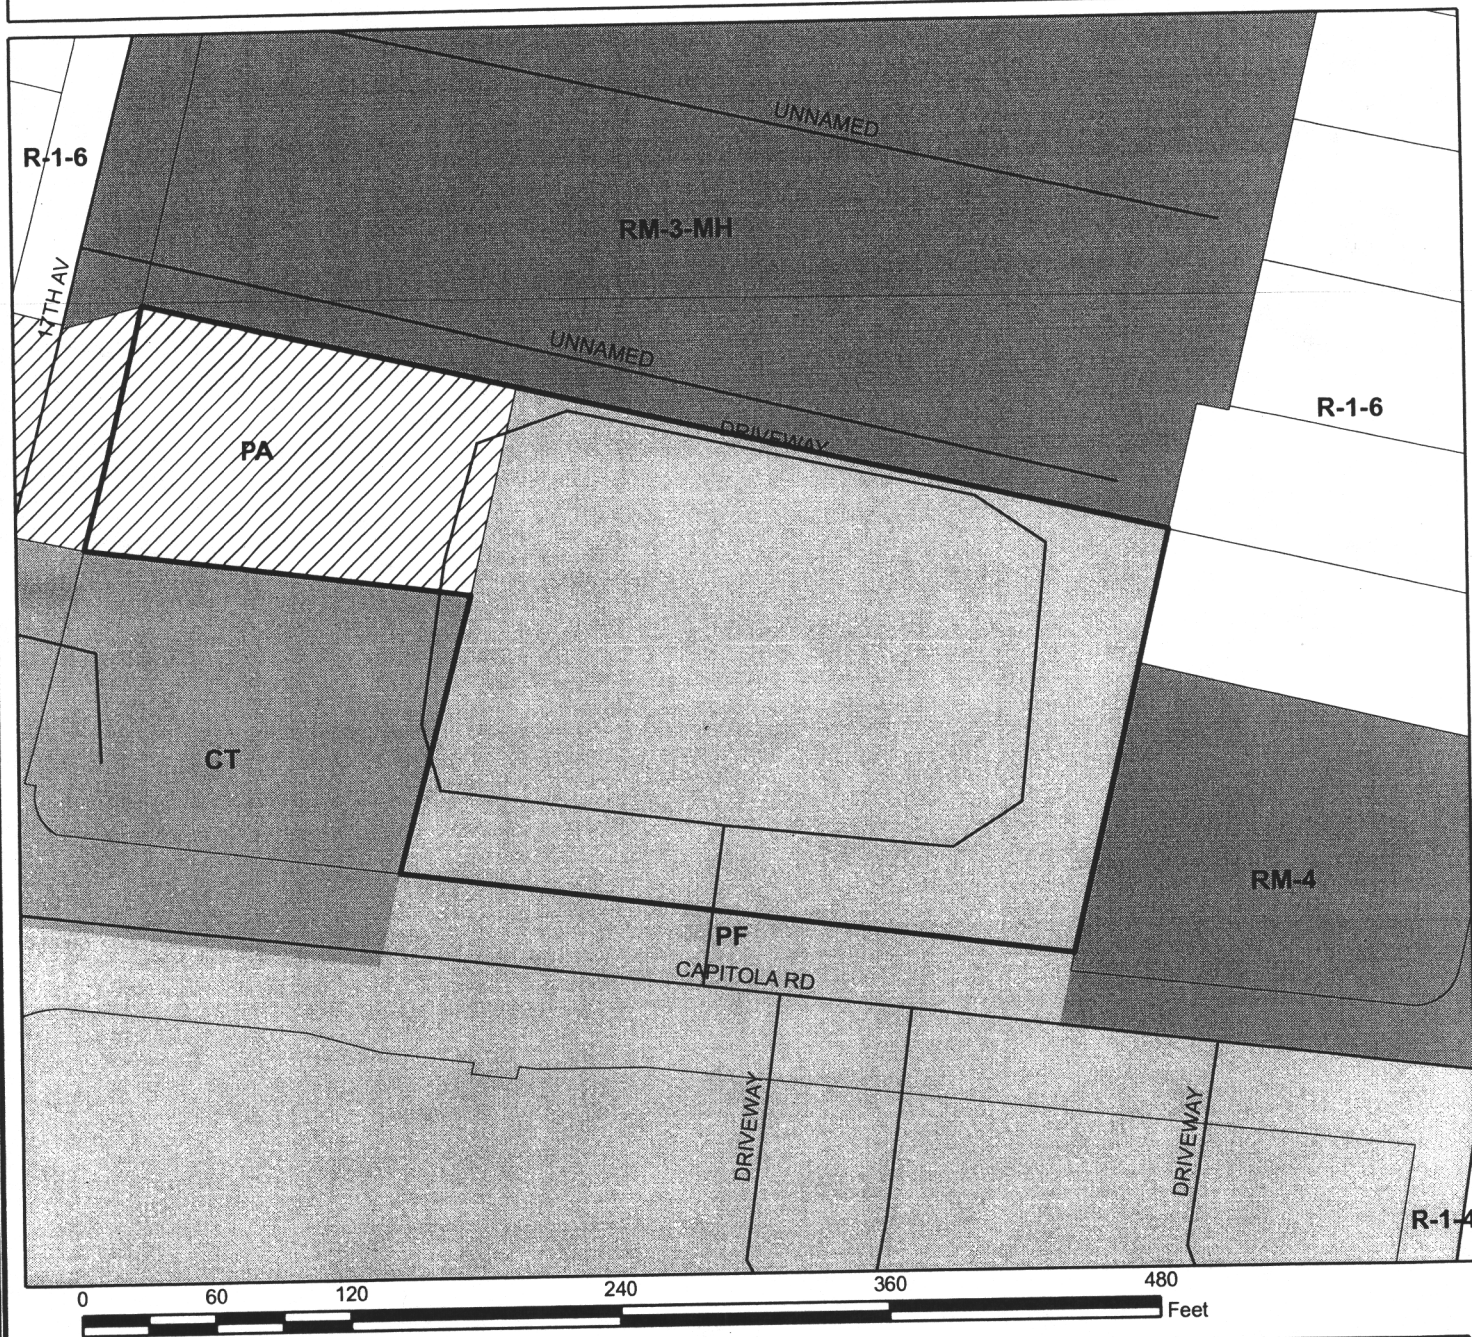 UNNAMED
R-1-6
RM-3-MH
17TH AV
UNNAMED
R-1-6
DRIVEWAY
PA
CT
RM-4
PF
CAPITOLA RD
DRIVEWAY
DRIVEWAY
R-1-4
0 60 120 240 360 480
Feet